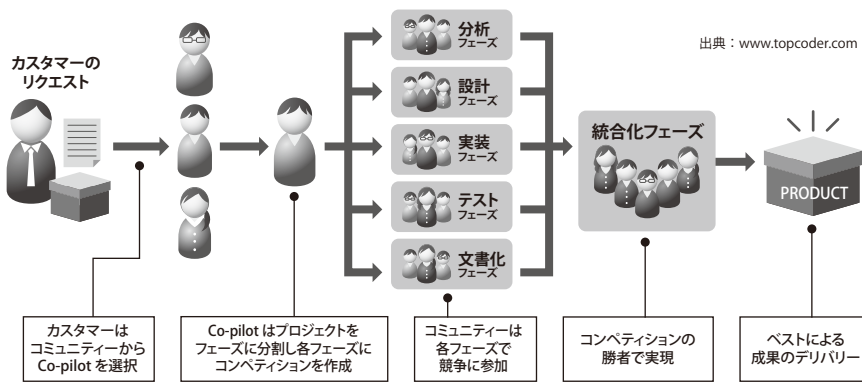 出典：www.topcoder.com
カスタマーの
リクエスト
分析
フェーズ
設計
フェーズ
実装
フェーズ
テスト
フェーズ
文書化
フェーズ
統合化フェーズ
PRODUCT
カスタマーは
コミュニティーから
Co-pilot を選択
Co-pilot はプロジェクトを
フェーズに分割し各フェーズに
コンペティションを作成
コミュニティーは
各フェーズで
競争に参加
コンペティションの
勝者で実現
ベストによる
成果のデリバリー